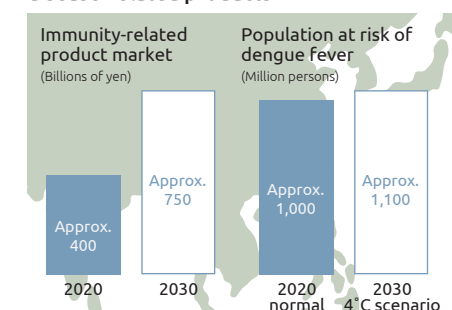 Immunity-related
product market
(Billions of yen)
Approx.
400
2020
Approx.
750
2030
Population at risk of
dengue fever
(Million persons)
Approx.
1,000
2020
normal
Approx.
1,100
2030
4˚C scenario